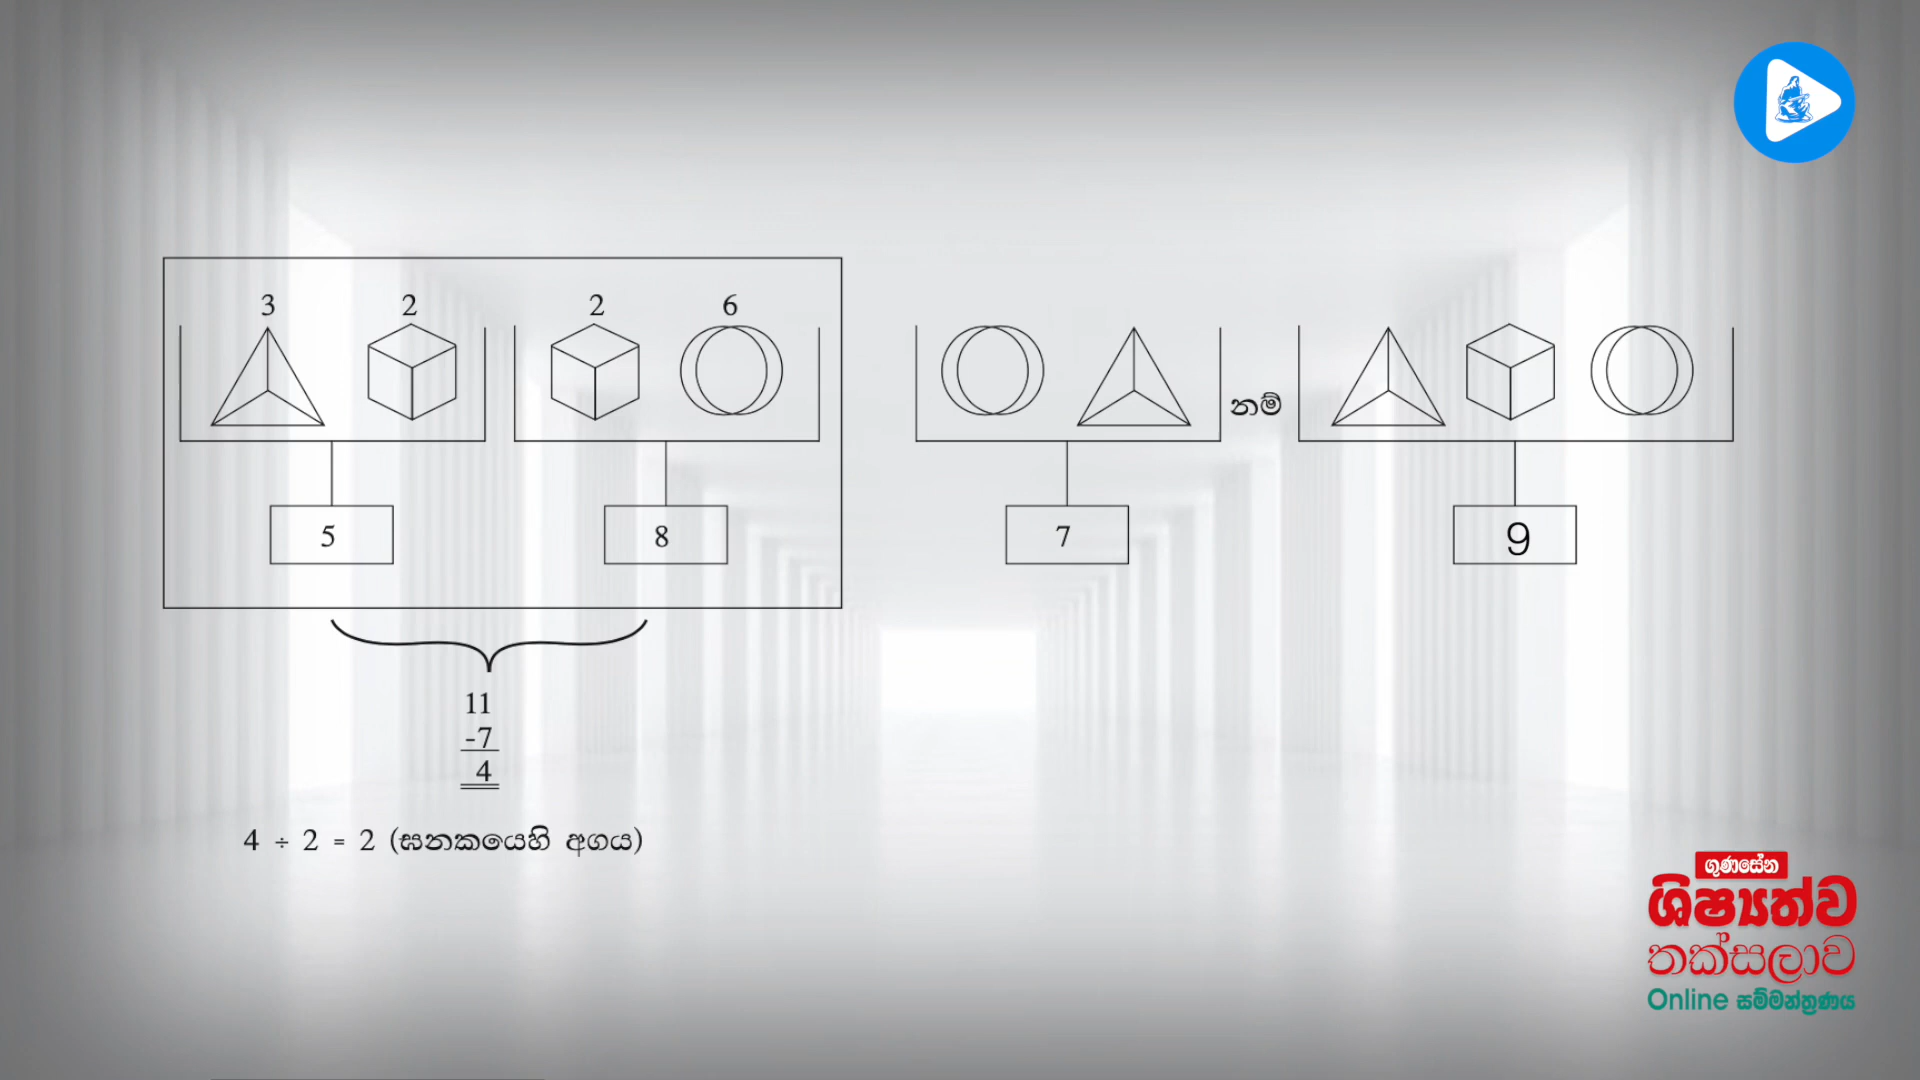 3 2 2 6
නම්
5 8 7 9
11
-7
4
4 ÷ 2 = 2 (ඝනකයෙහි අගය)
ගුණසේන
ශිෂ්‍යත්ව
තක්සලාව
Online සම්මන්ත්‍රණය